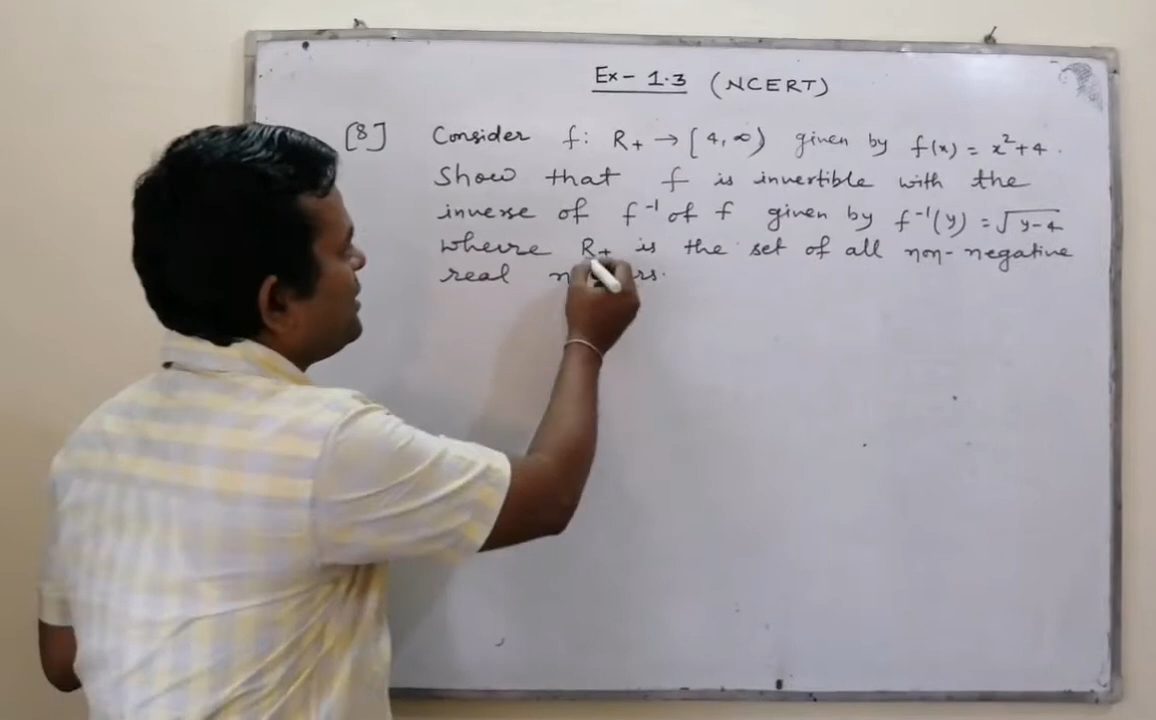 Ex- 1.3 (NCERT)
[8] Consider f: R+ → [4, ∞) given by f(x) = x²+4.
Show that f is invertible with the
inverse of f⁻¹ of f given by f⁻¹(y) = √y-4
where R+ is the set of all non-negative
real